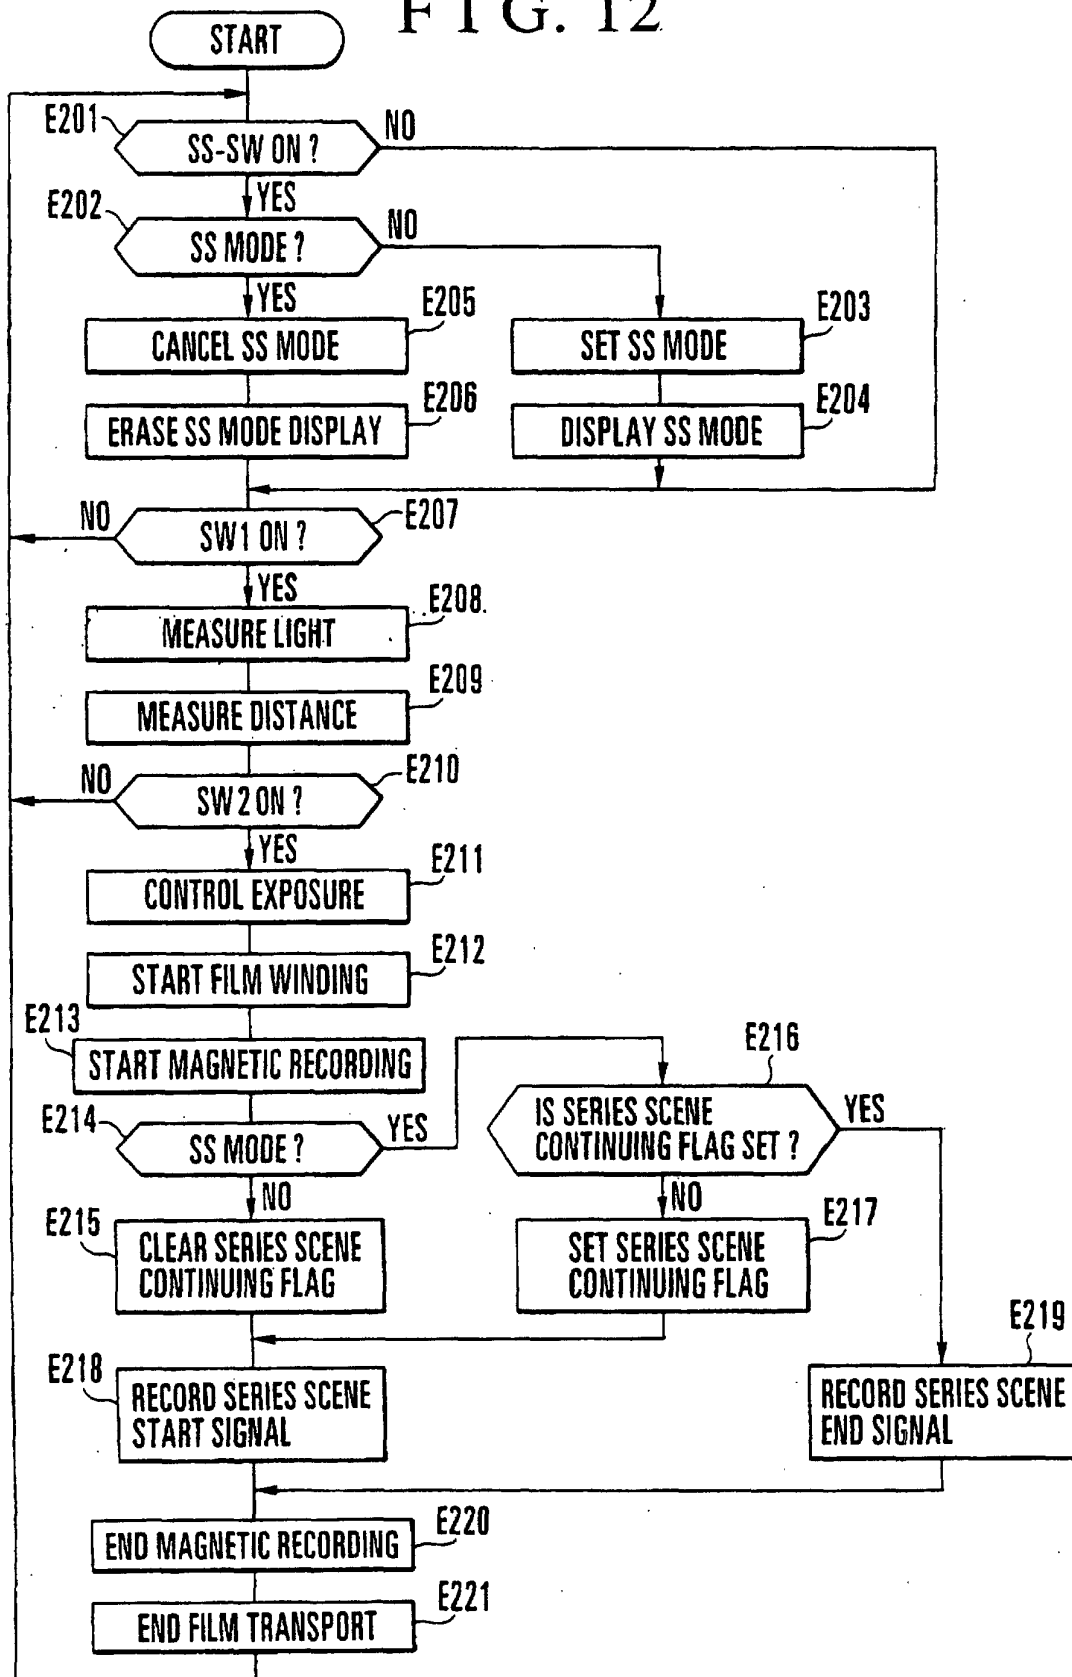 FIG. 12
START
E201
SS-SW ON ?
NO
YES
E202
SS MODE ?
NO
YES
E205
CANCEL SS MODE
E203
SET SS MODE
E206
ERASE SS MODE DISPLAY
E204
DISPLAY SS MODE
E207
NO
SW1 ON ?
YES
E208
MEASURE LIGHT
E209
MEASURE DISTANCE
E210
NO
SW2 ON ?
YES
E211
CONTROL EXPOSURE
E212
START FILM WINDING
E213
START MAGNETIC RECORDING
E214
SS MODE ?
YES
NO
E216
IS SERIES SCENE
CONTINUING FLAG SET ?
YES
NO
E215
CLEAR SERIES SCENE
CONTINUING FLAG
E217
SET SERIES SCENE
CONTINUING FLAG
E218
RECORD SERIES SCENE
START SIGNAL
E219
RECORD SERIES SCENE
END SIGNAL
E220
END MAGNETIC RECORDING
E221
END FILM TRANSPORT